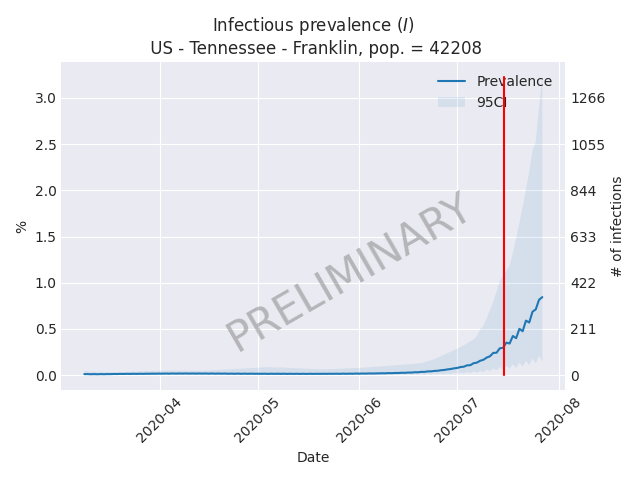 Infectious prevalence (I)
US - Tennessee - Franklin, pop. = 42208
Prevalence
95CI
3.0
2.5
2.0
1.5
1.0
0.5
0.0
%
1266
1055
844
633
422
211
0
# of infections
PRELIMINARY
2020-04
2020-05
2020-06
2020-07
2020-08
Date